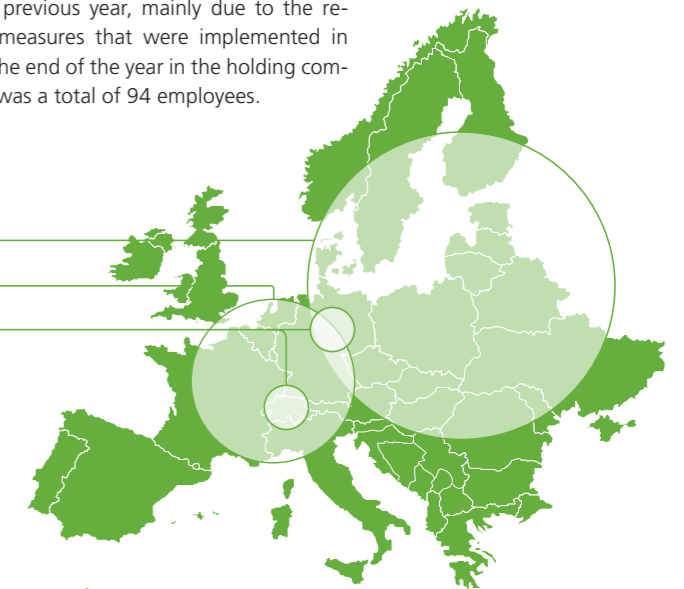 previous year, mainly due to the re-
measures that were implemented in
he end of the year in the holding com-
was a total of 94 employees.